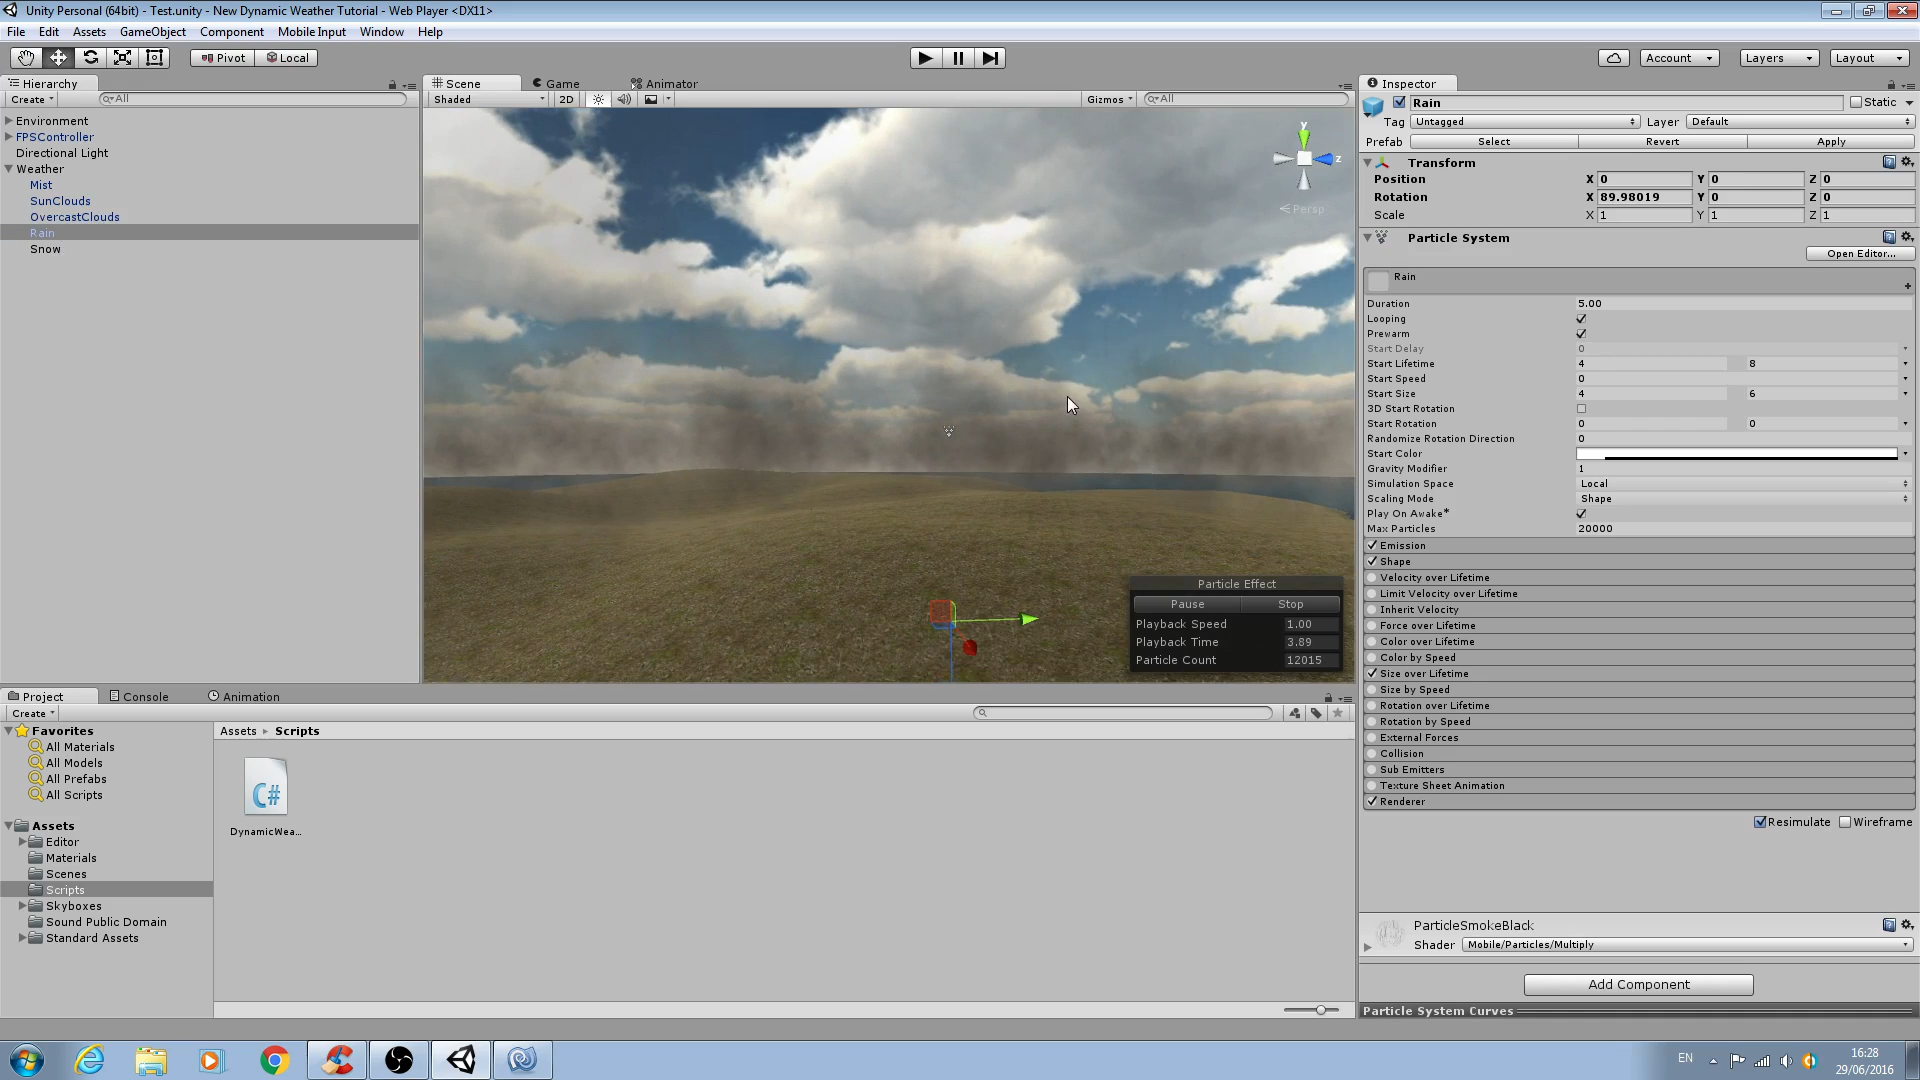 Unity Personal (64bit) - Test.unity - New Dynamic Weather Tutorial - Web Player <DX11>
File Edit Assets GameObject Component Mobile Input Window Help
Pivot Local Account Layers Layout
Hierarchy
Create All
Environment
FPSController
Directional Light
Weather
Mist
SunClouds
OvercastClouds
Rain
Snow
Scene Game Animator
Shaded 2D Gizmos All
y
z
Persp
Particle Effect
Pause Stop
Playback Speed 1.00
Playback Time 3.89
Particle Count 12015
Inspector
Rain Static
Tag Untagged Layer Default
Prefab Select Revert Apply
Transform
Position X 0 Y 0 Z 0
Rotation X 89.98019 Y 0 Z 0
Scale X 1 Y 1 Z 1
Particle System
Open Editor...
Rain
Duration 5.00
Looping
Prewarm
Start Delay 0
Start Lifetime 4 8
Start Speed 0
Start Size 4 6
3D Start Rotation
Start Rotation 0 0
Randomize Rotation Direction 0
Start Color
Gravity Modifier 1
Simulation Space Local
Scaling Mode Shape
Play On Awake*
Max Particles 20000
Emission
Shape
Velocity over Lifetime
Limit Velocity over Lifetime
Inherit Velocity
Force over Lifetime
Color over Lifetime
Color by Speed
Size over Lifetime
Size by Speed
Rotation over Lifetime
Rotation by Speed
External Forces
Collision
Sub Emitters
Texture Sheet Animation
Renderer
Resimulate Wireframe
ParticleSmokeBlack
Shader Mobile/Particles/Multiply
Add Component
Particle System Curves
Project Console Animation
Create
Favorites
All Materials
All Models
All Prefabs
All Scripts
Assets
Editor
Materials
Scenes
Scripts
Skyboxes
Sound Public Domain
Standard Assets
Assets Scripts
C#
DynamicWea...
EN 16:28
29/06/2016